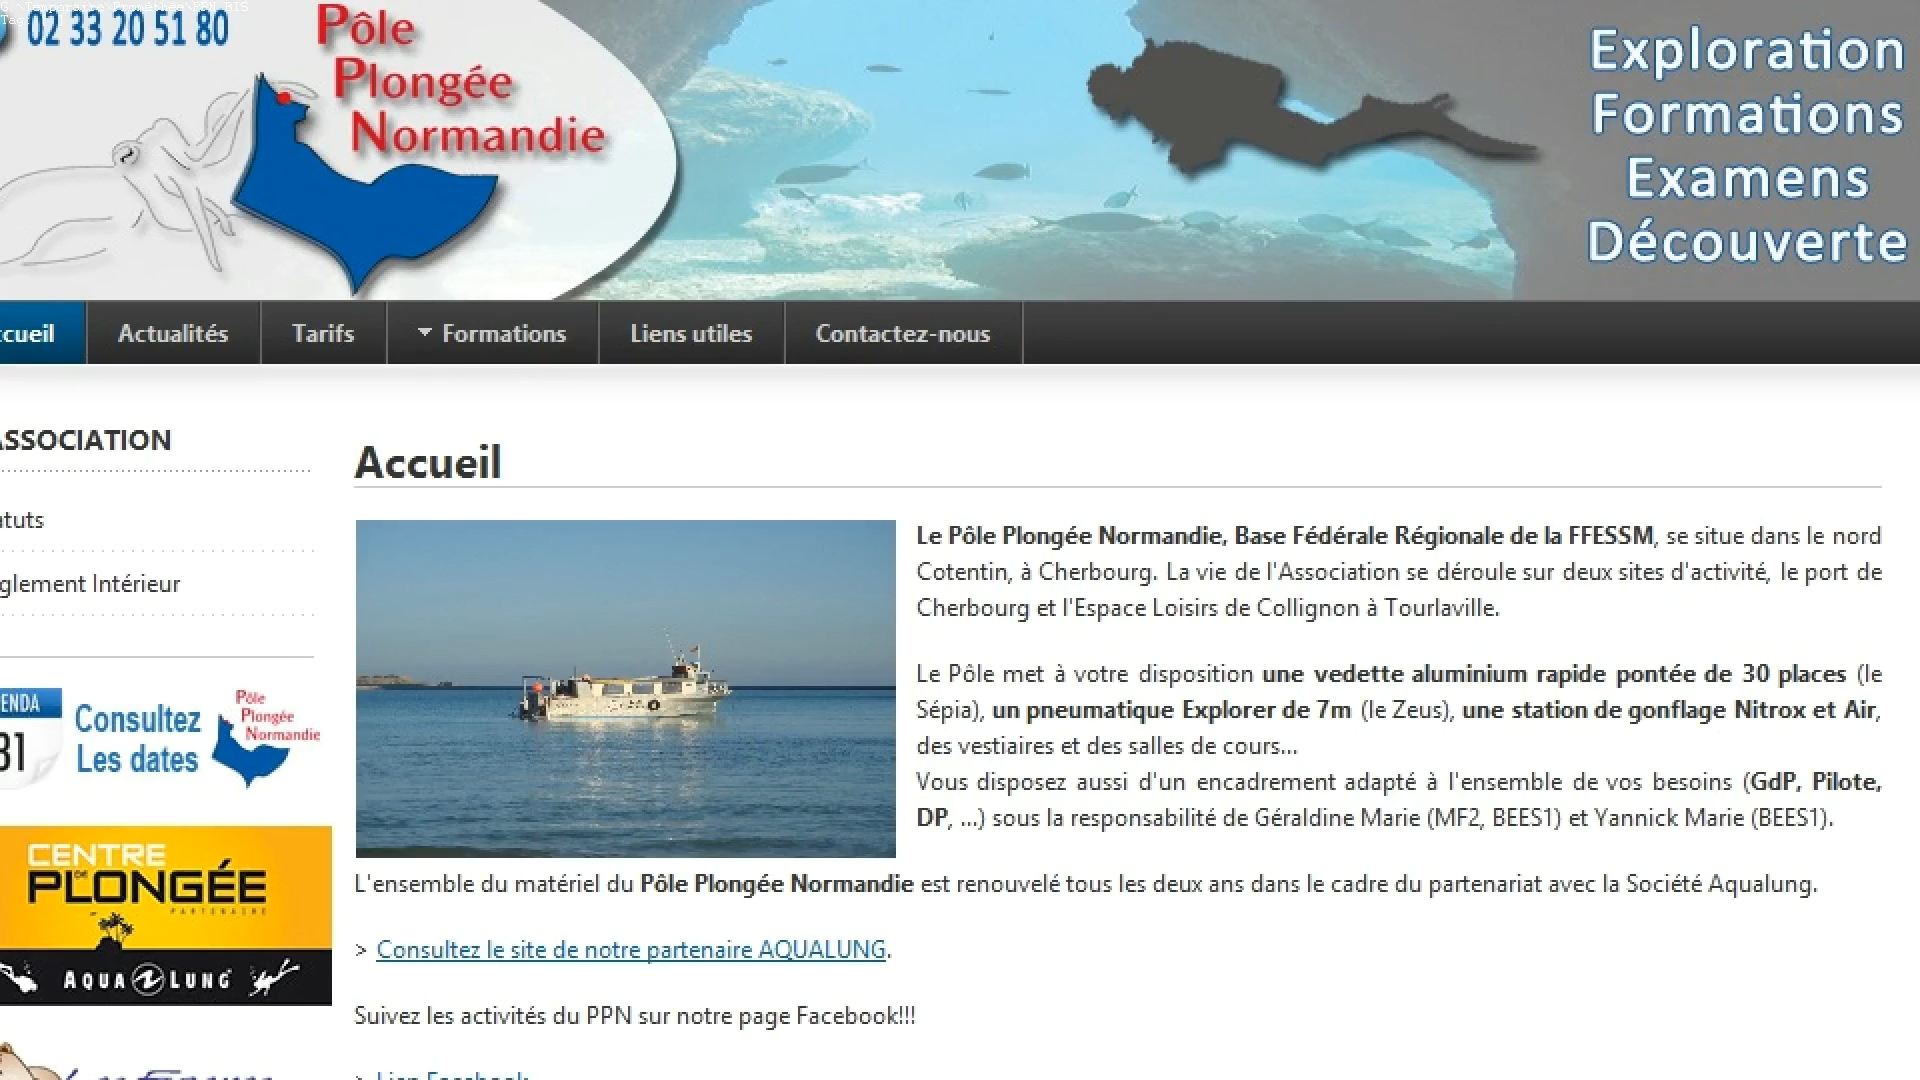 02 33 20 51 80
Pôle
Plongée
Normandie
Exploration
Formations
Examens
Découverte
Actualités
Tarifs
Formations
Liens utiles
Contactez-nous
ASSOCIATION
Accueil
Le Pôle Plongée Normandie, Base Fédérale Régionale de la FFESSM, se situe dans le nord
Cotentin, à Cherbourg. La vie de l'Association se déroule sur deux sites d'activité, le port de
Cherbourg et l'Espace Loisirs de Collignon à Tourlaville.
Le Pôle met à votre disposition une vedette aluminium rapide pontée de 30 places (le
Sépia), un pneumatique Explorer de 7m (le Zeus), une station de gonflage Nitrox et Air,
des vestiaires et des salles de cours...
Vous disposez aussi d'un encadrement adapté à l'ensemble de vos besoins (GdP, Pilote,
DP, ...) sous la responsabilité de Géraldine Marie (MF2, BEES1) et Yannick Marie (BEES1).
Intérieur
31
Consultez
Les dates
Pôle
Plongée
Normandie
CENTRE
DE
PLONGÉE
PARTENAIRE
AQUA LUNG
L'ensemble du matériel du Pôle Plongée Normandie est renouvelé tous les deux ans dans le cadre du partenariat avec la Société Aqualung.
> Consultez le site de notre partenaire AQUALUNG.
Suivez les activités du PPN sur notre page Facebook!!!
> Lien Facebook